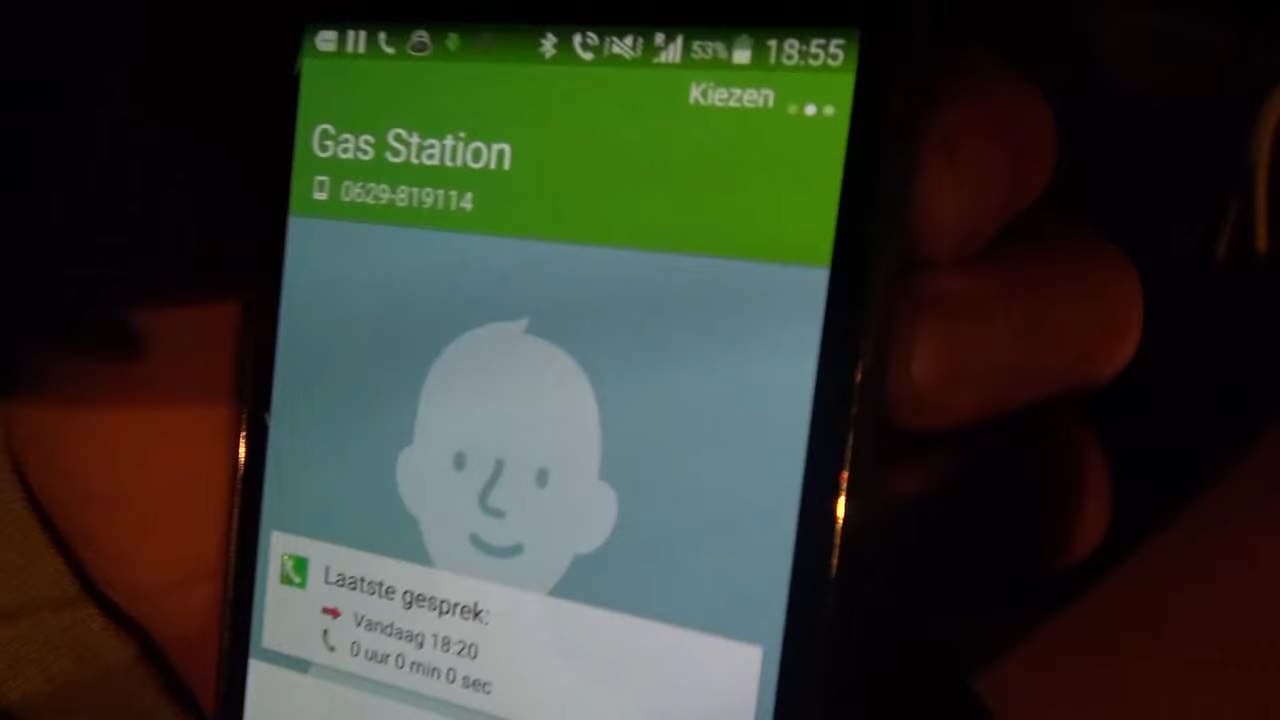 53% 18:55
Kiezen
Gas Station
0629-819114
Laatste gesprek:
Vandaag 18:20
0 uur 0 min 0 sec